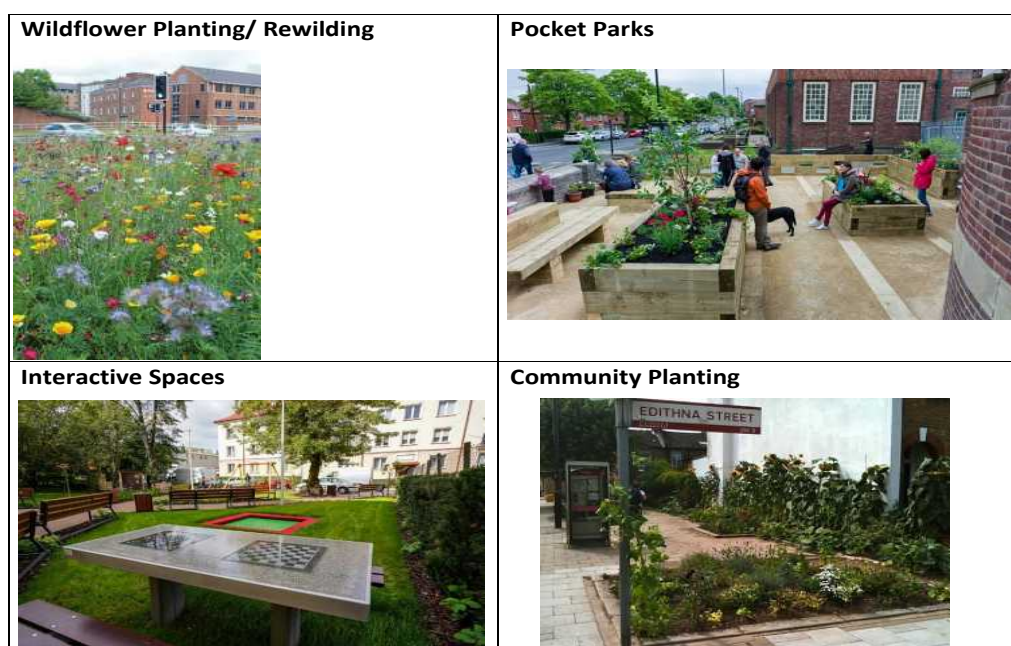 Wildflower Planting/ Rewilding
Pocket Parks
Interactive Spaces
Community Planting
EDITHNA STREET